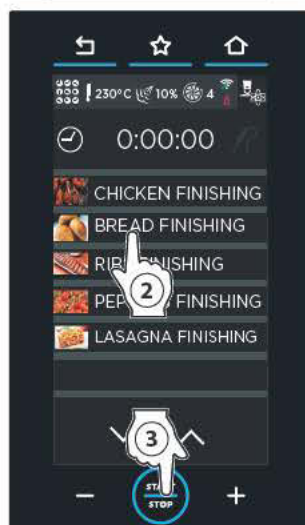 230°C 10% 4
0:00:00
CHICKEN FINISHING
BREAD FINISHING
2
FINISHING
FINISHING
LASAGNA FINISHING
3
STOP